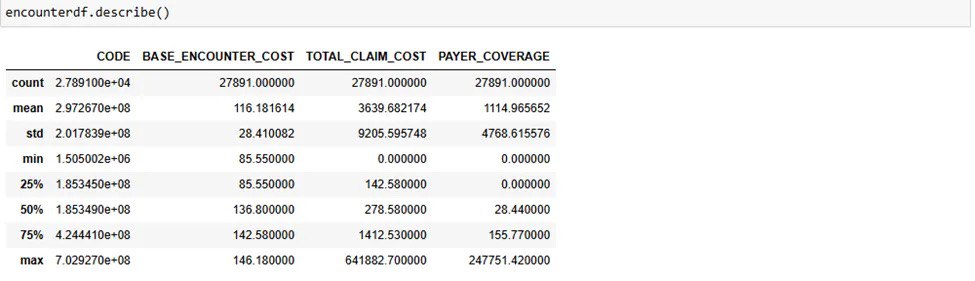 encounterdf.describe()
CODE BASE_ENCOUNTER_COST TOTAL_CLAIM_COST PAYER_COVERAGE
count 2.789100e+04 27891.000000 27891.000000 27891.000000
mean 2.972670e+08 116.181614 3639.682174 1114.965652
std 2.017839e+08 28.410082 9205.595748 4768.615576
min 1.505002e+06 85.550000 0.000000 0.000000
25% 1.853450e+08 85.550000 142.580000 0.000000
50% 1.853490e+08 136.800000 278.580000 28.440000
75% 4.244410e+08 142.580000 1412.530000 155.770000
max 7.029270e+08 146.180000 641882.700000 247751.420000